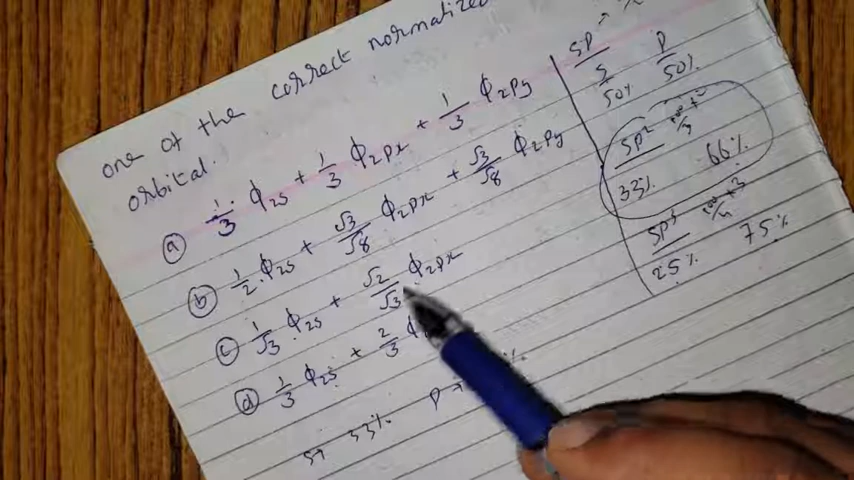 one of the correct normalized
orbital.
(a) 1/3 ϕ2s + 1/3 ϕ2px + 1/3 ϕ2py
(b) 1/2 ϕ2s + √3/√8 ϕ2px + √3/√8 ϕ2py
(c) 1/√3 ϕ2s + √2/√3 ϕ2px
(d) 1/3 ϕ2s + 2/3 ϕ
s→ 33% p→ %
SP→
S/50% P/50%
SP²
33% 66%
SP³
25% 75%